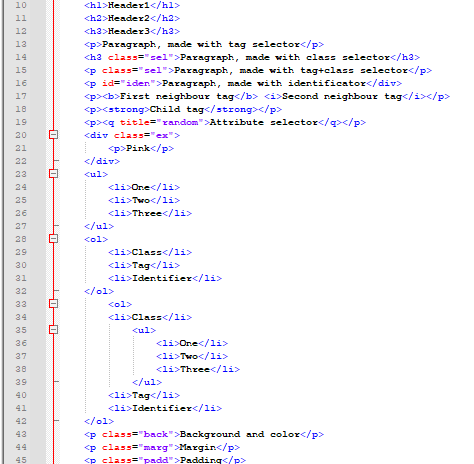 10 <h1>Header1</h1>
11 <h2>Header2</h2>
12 <h3>Header3</h3>
13 <p>Paragraph, made with tag selector</p>
14 <h3 class="sel">Paragraph, made with class selector</h3>
15 <p class="sel">Paragraph, made with tag+class selector</p>
16 <p id="iden">Paragraph, made with identificator</div>
17 <p><b>First neighbour tag</b> <i>Second neighbour tag</i></p>
18 <p><strong>Child tag</strong></p>
19 <p><q title="random">Attribute selector</q></p>
20 <div class="ex">
21 <p>Pink</p>
22 </div>
23 <ul>
24 <li>One</li>
25 <li>Two</li>
26 <li>Three</li>
27 </ul>
28 <ol>
29 <li>Class</li>
30 <li>Tag</li>
31 <li>Identifier</li>
32 </ol>
33 <ol>
34 <li>Class</li>
35 <ul>
36 <li>One</li>
37 <li>Two</li>
38 <li>Three</li>
39 </ul>
40 <li>Tag</li>
41 <li>Identifier</li>
42 </ol>
43 <p class="back">Background and color</p>
44 <p class="marg">Margin</p>
45 <p class="padd">Padding</p>